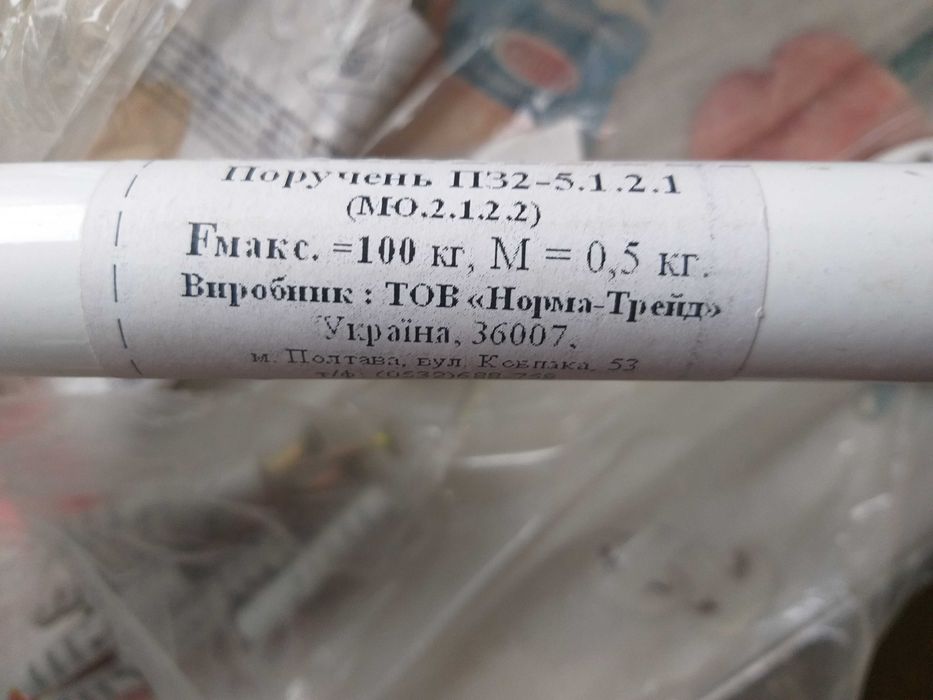 Поручень ПЗ2-5.1.2.1
(МО.2.1.2.2)
Fмакс. =100 кг, М = 0,5 кг.
Виробник : ТОВ «Норма-Трейд»
Україна, 36007,
м. Полтава, вул. Ковпака, 53
т/ф.